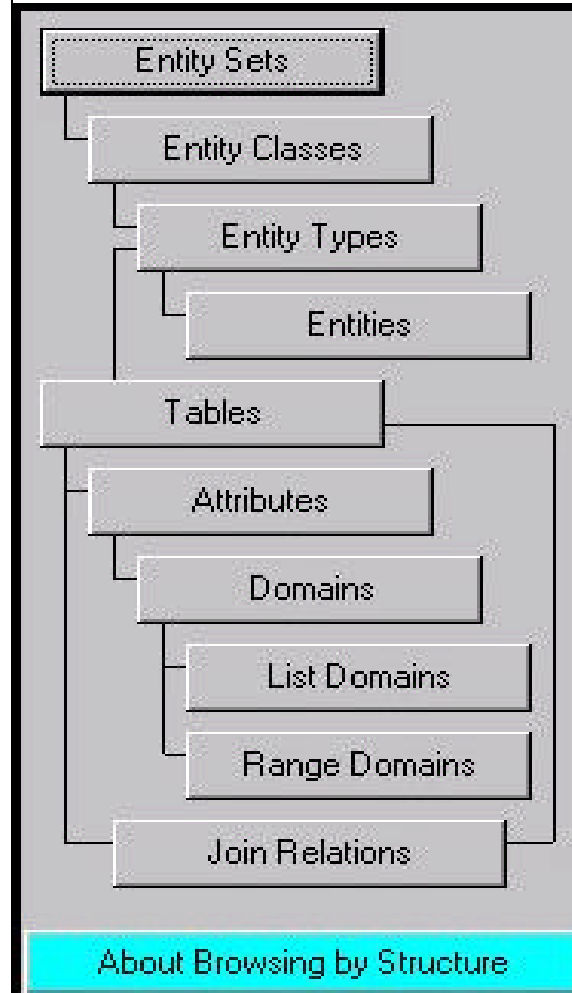 Entity Sets
Entity Classes
Entity Types
Entities
Tables
Attributes
Domains
List Domains
Range Domains
Join Relations
About Browsing by Structure